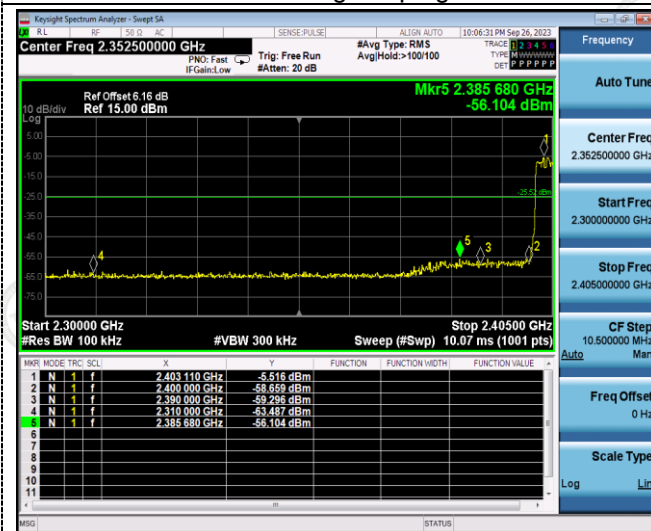 Keysight Spectrum Analyzer - Swept SA
RL RF 50 Ω AC SENSE:PULSE ALIGN AUTO 10:06:31 PM Sep 26, 2023
Center Freq 2.352500000 GHz
PNO: Fast
IFGain:Low
Trig: Free Run
#Atten: 20 dB
#Avg Type: RMS
Avg|Hold:>100/100
TRACE 1 2 3 4 5 6
TYPE M W W W W W
DET P P P P P P
Frequency
Auto Tune
Center Freq
2.352500000 GHz
Start Freq
2.300000000 GHz
Stop Freq
2.405000000 GHz
CF Step
10.500000 MHz
Auto Man
Freq Offset
0 Hz
Scale Type
Log Lin
Mkr5 2.385 680 GHz
-56.104 dBm
Ref Offset 6.16 dB
10 dB/div Ref 15.00 dBm
Log
5.00
-5.00
-15.0
-25.0
-35.0
-45.0
-55.0
-65.0
-75.0
-25.52 dBm
1
2
3
4
5
Start 2.30000 GHz Stop 2.40500 GHz
#Res BW 100 kHz #VBW 300 kHz Sweep (#Swp) 10.07 ms (1001 pts)
MKR MODE TRC SCL X Y FUNCTION FUNCTION WIDTH FUNCTION VALUE
1 N 1 f 2.403 110 GHz -5.516 dBm
2 N 1 f 2.400 000 GHz -58.659 dBm
3 N 1 f 2.390 000 GHz -59.296 dBm
4 N 1 f 2.310 000 GHz -63.487 dBm
5 N 1 f 2.385 680 GHz -56.104 dBm
6
7
8
9
10
11
MSG STATUS